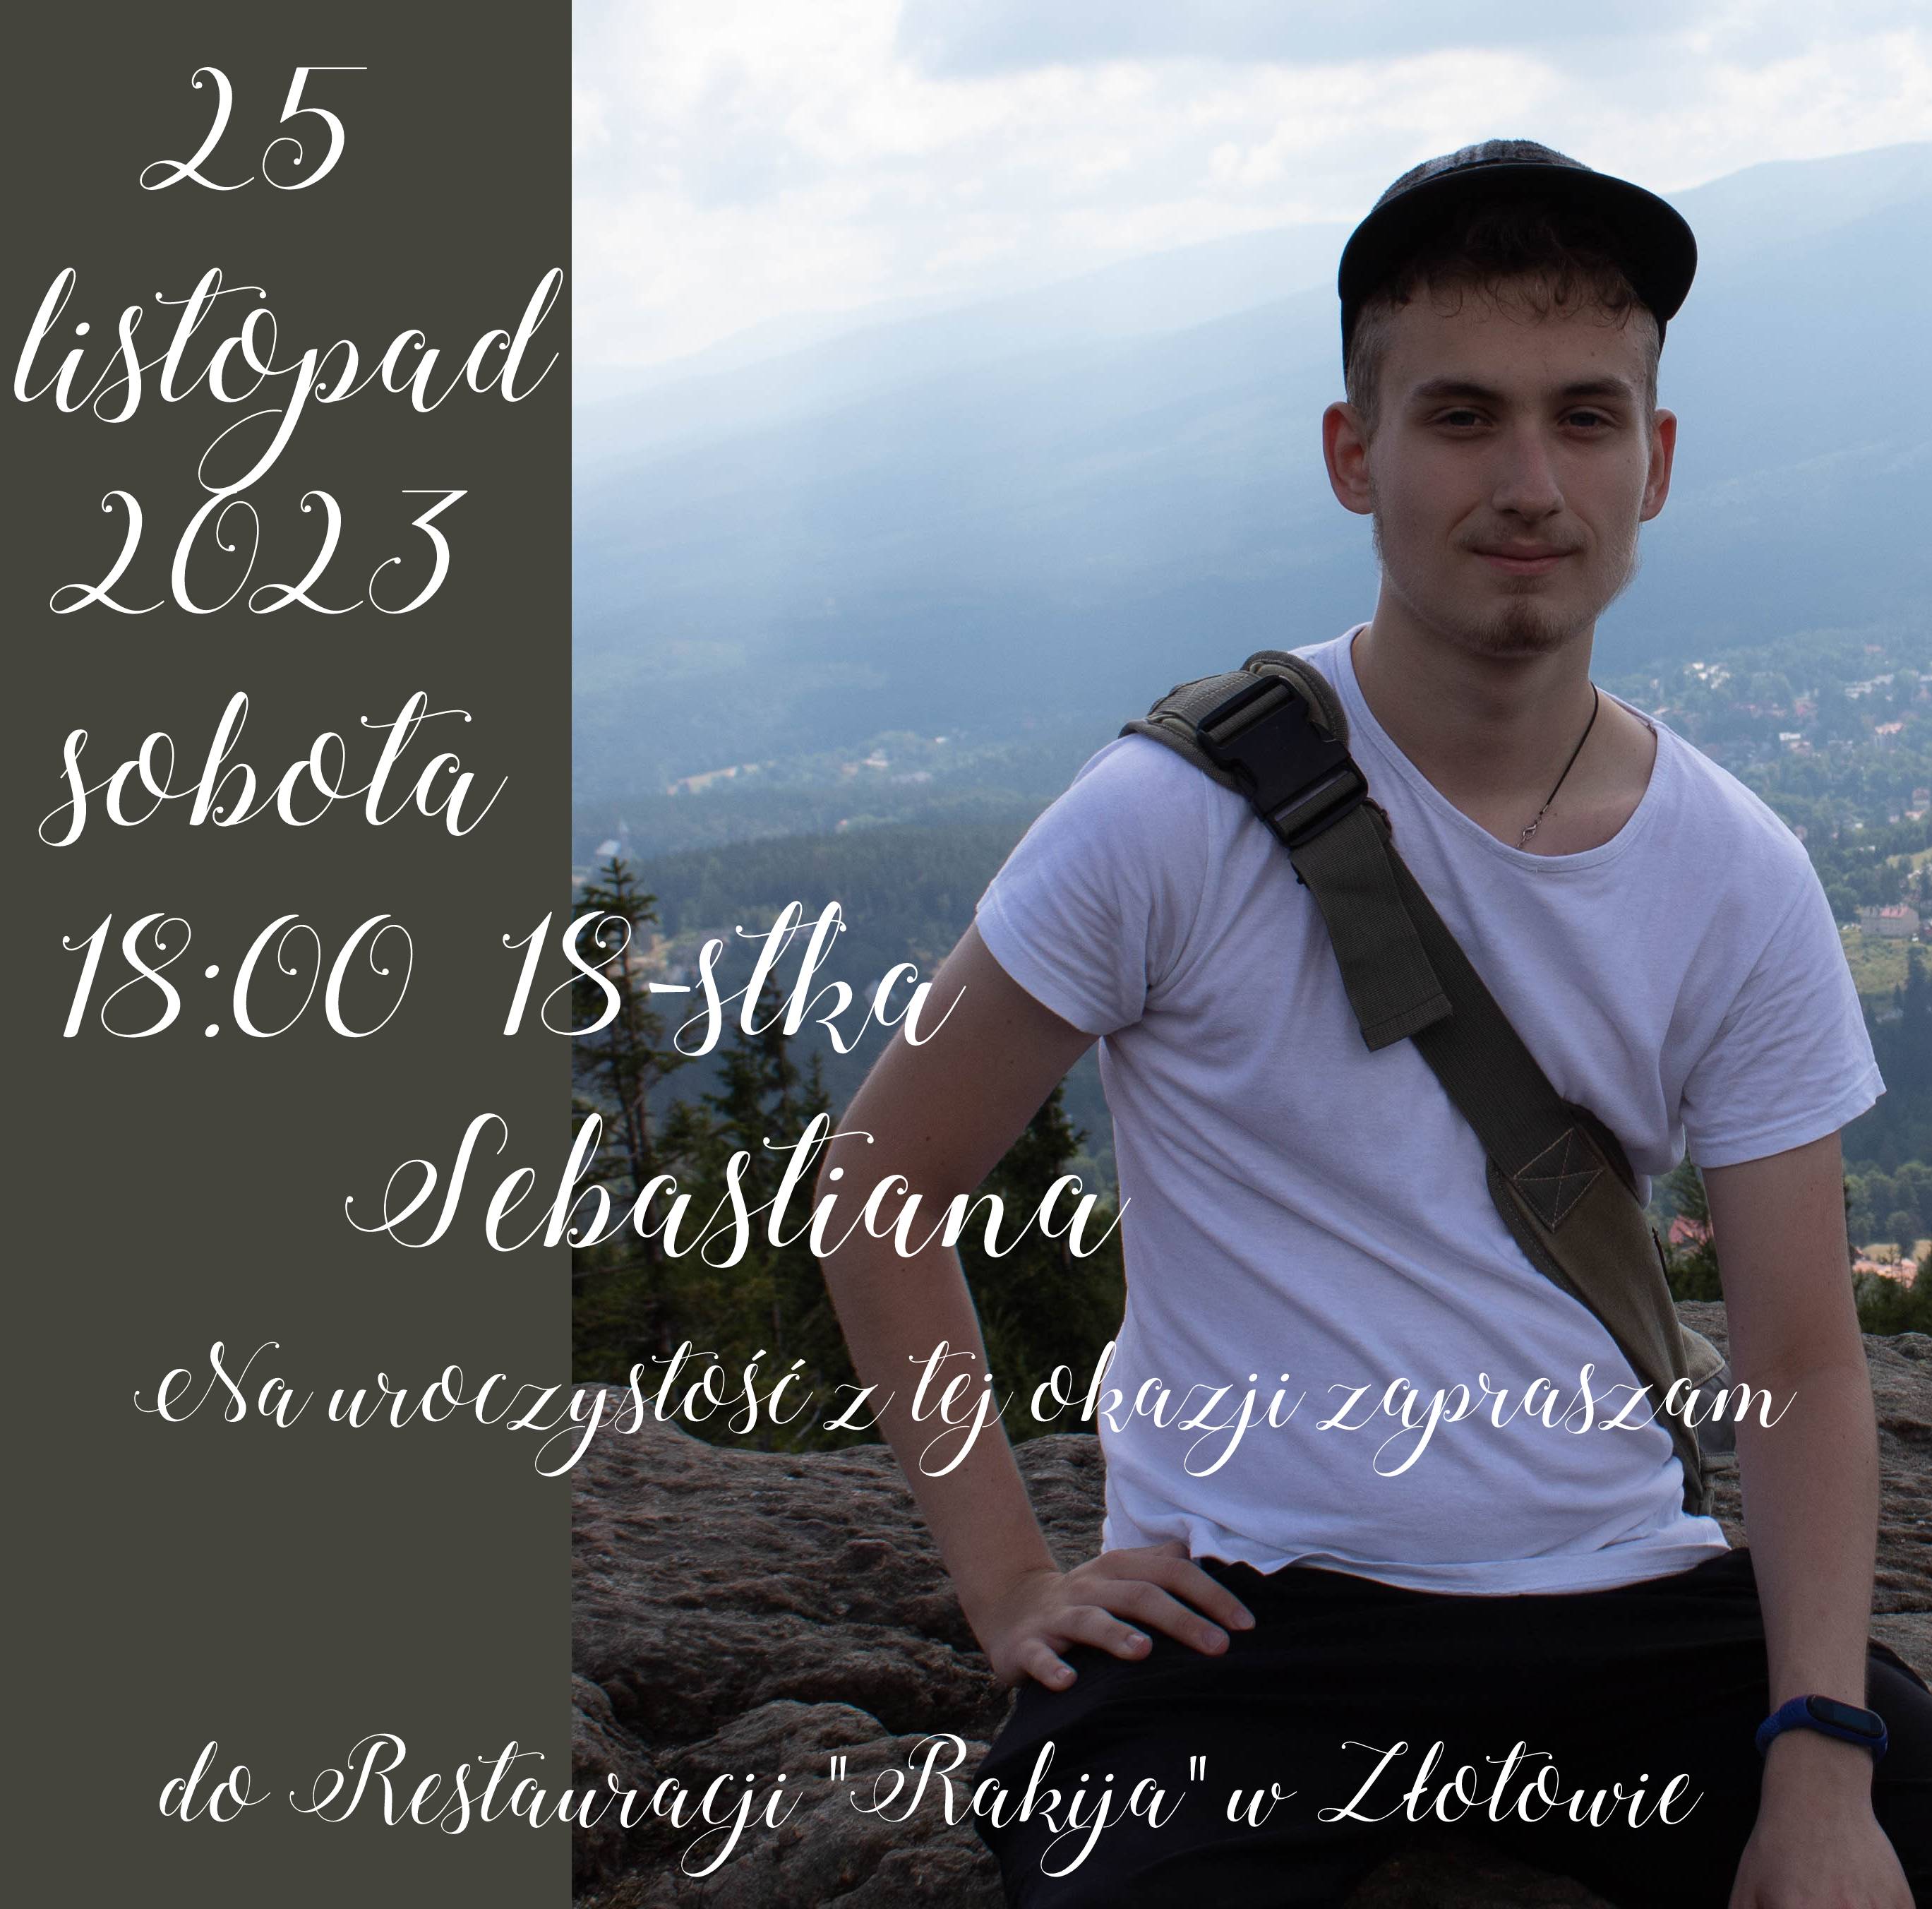 25
listopad
2023
sobota
18:00 18-stka
Sebastiana
Na uroczystość z tej okazji zapraszam
do Restauracji "Rakija" w Złotowie